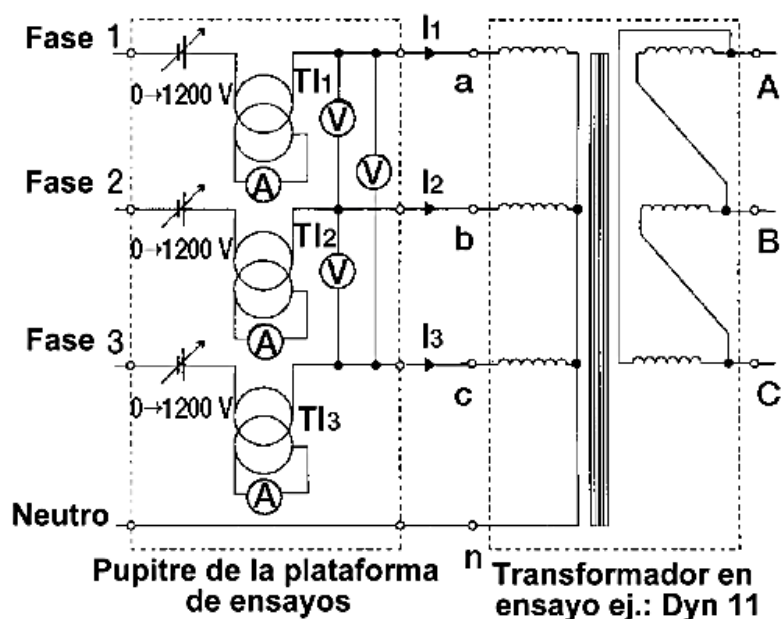 Fase 1
0→1200 V
TI1
V
I1
a
A
V
A
Fase 2
0→1200 V
TI2
V
I2
b
B
A
Fase 3
0→1200 V
TI3
I3
c
C
A
Neutro
n
Pupitre de la plataforma
de ensayos
Transformador en
ensayo ej.: Dyn 11